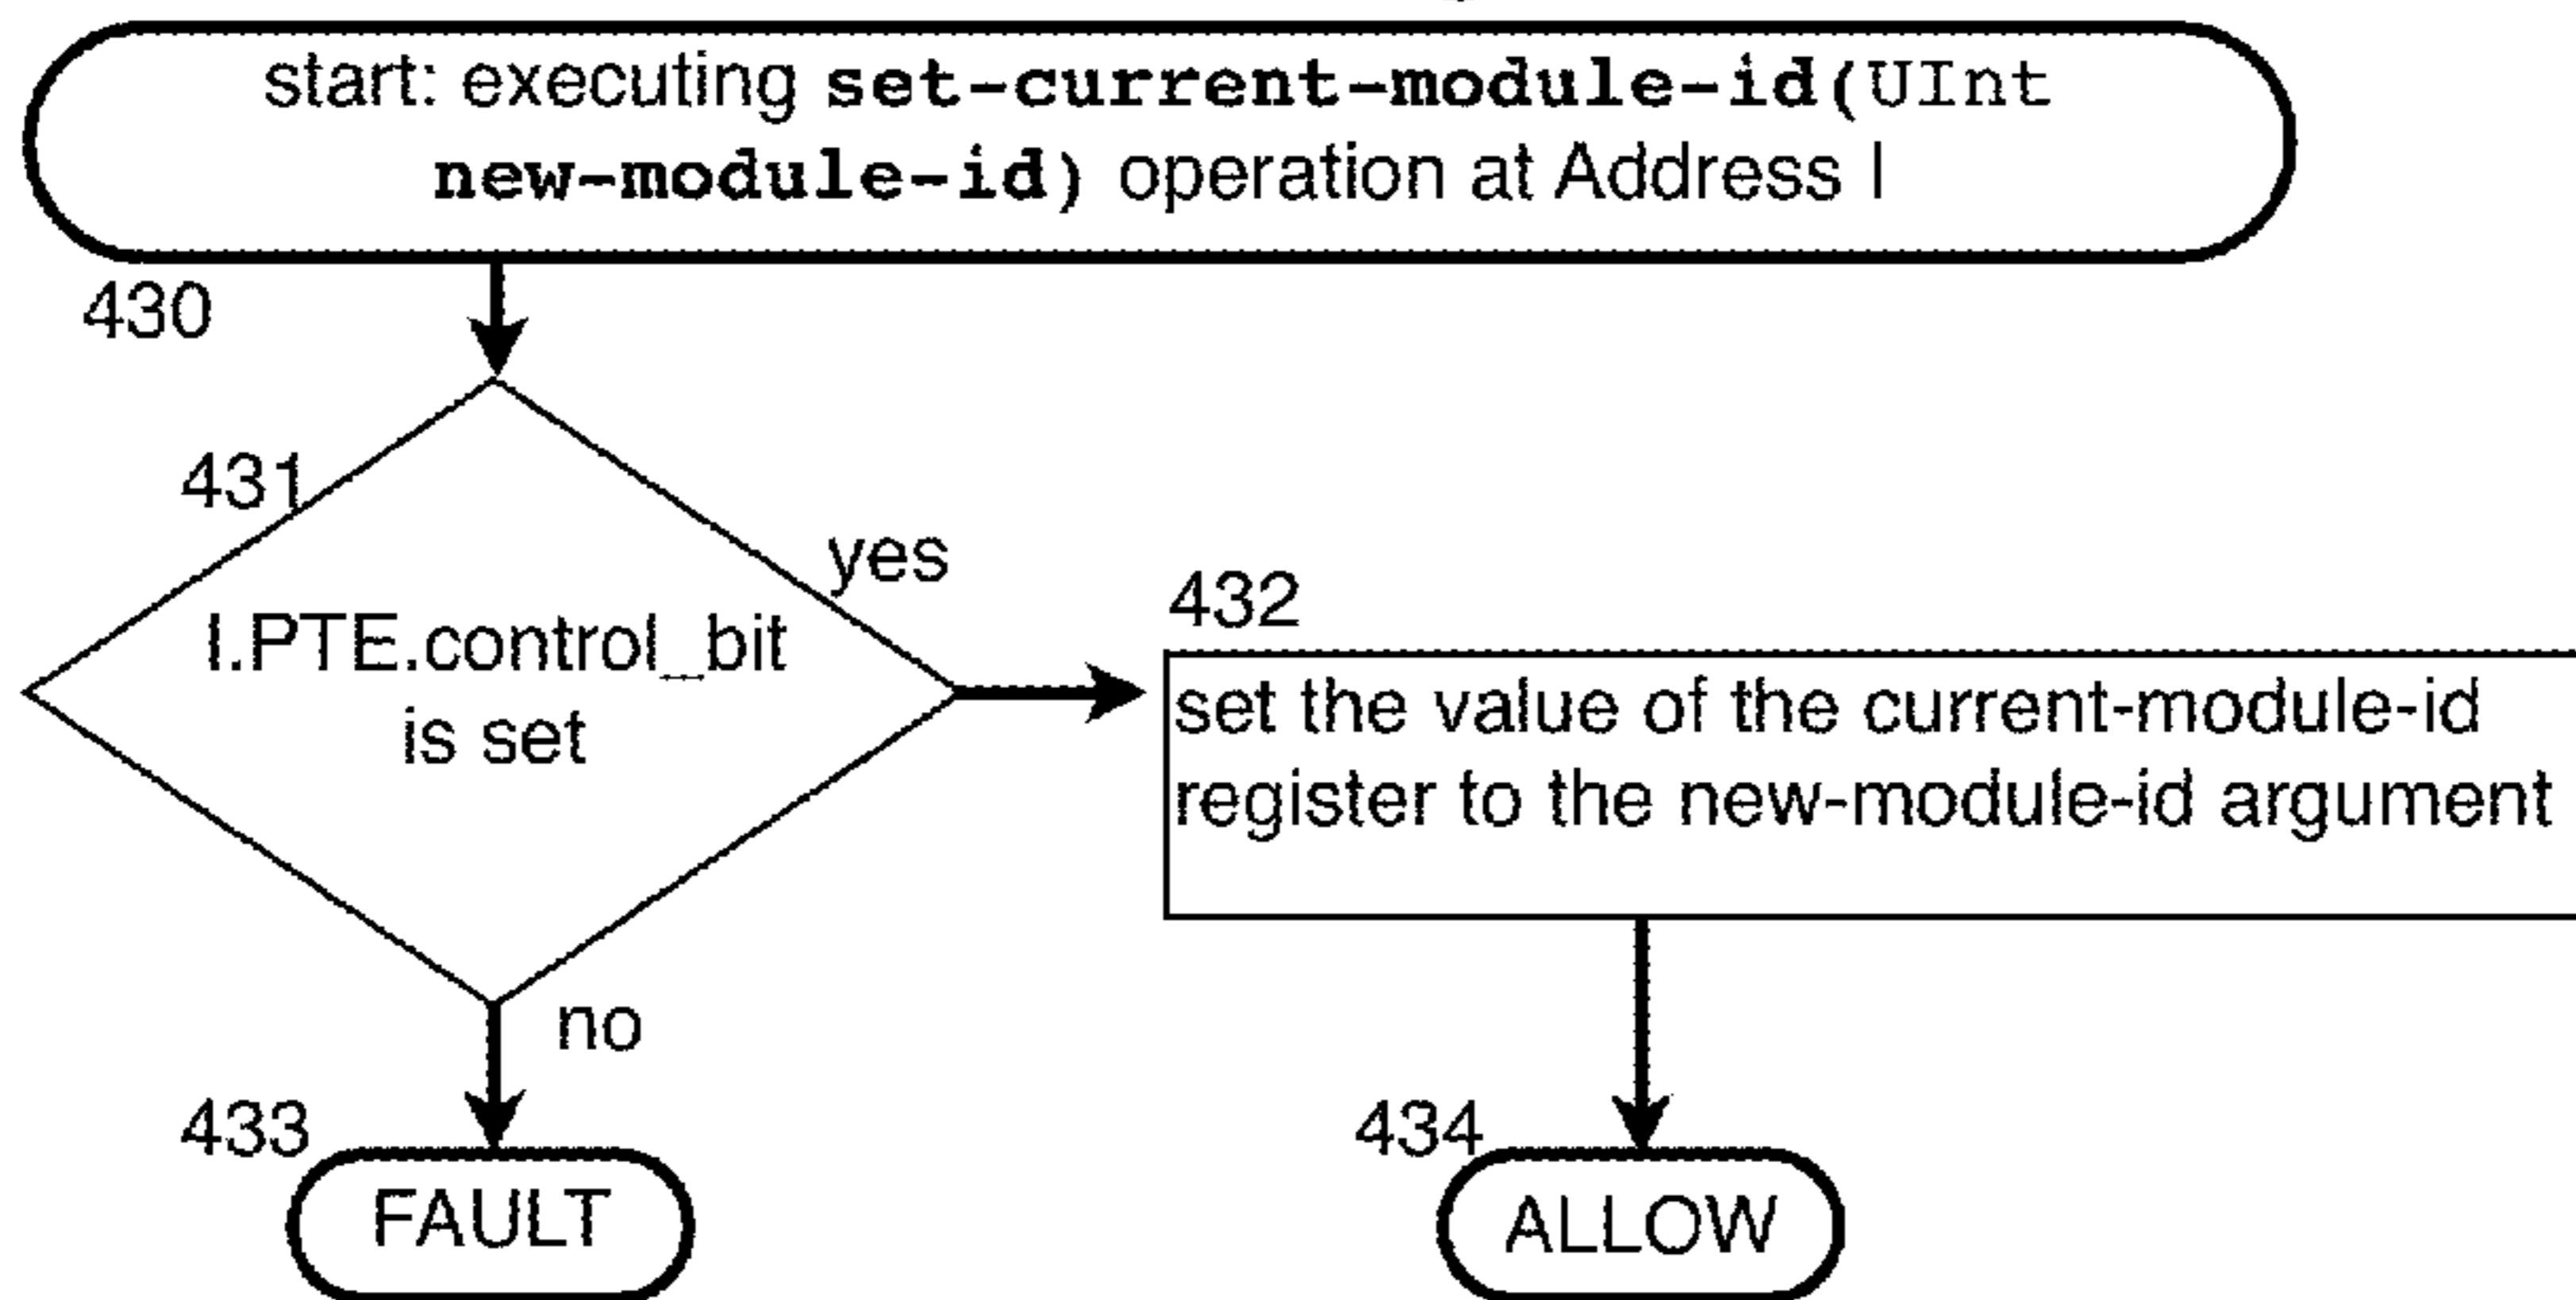 start: executing set-current-module-id(UInt
new-module-id) operation at Address I
430
431
yes
I.PTE.control_bit
is set
432
set the value of the current-module-id
register to the new-module-id argument
no
433
FAULT
434
ALLOW